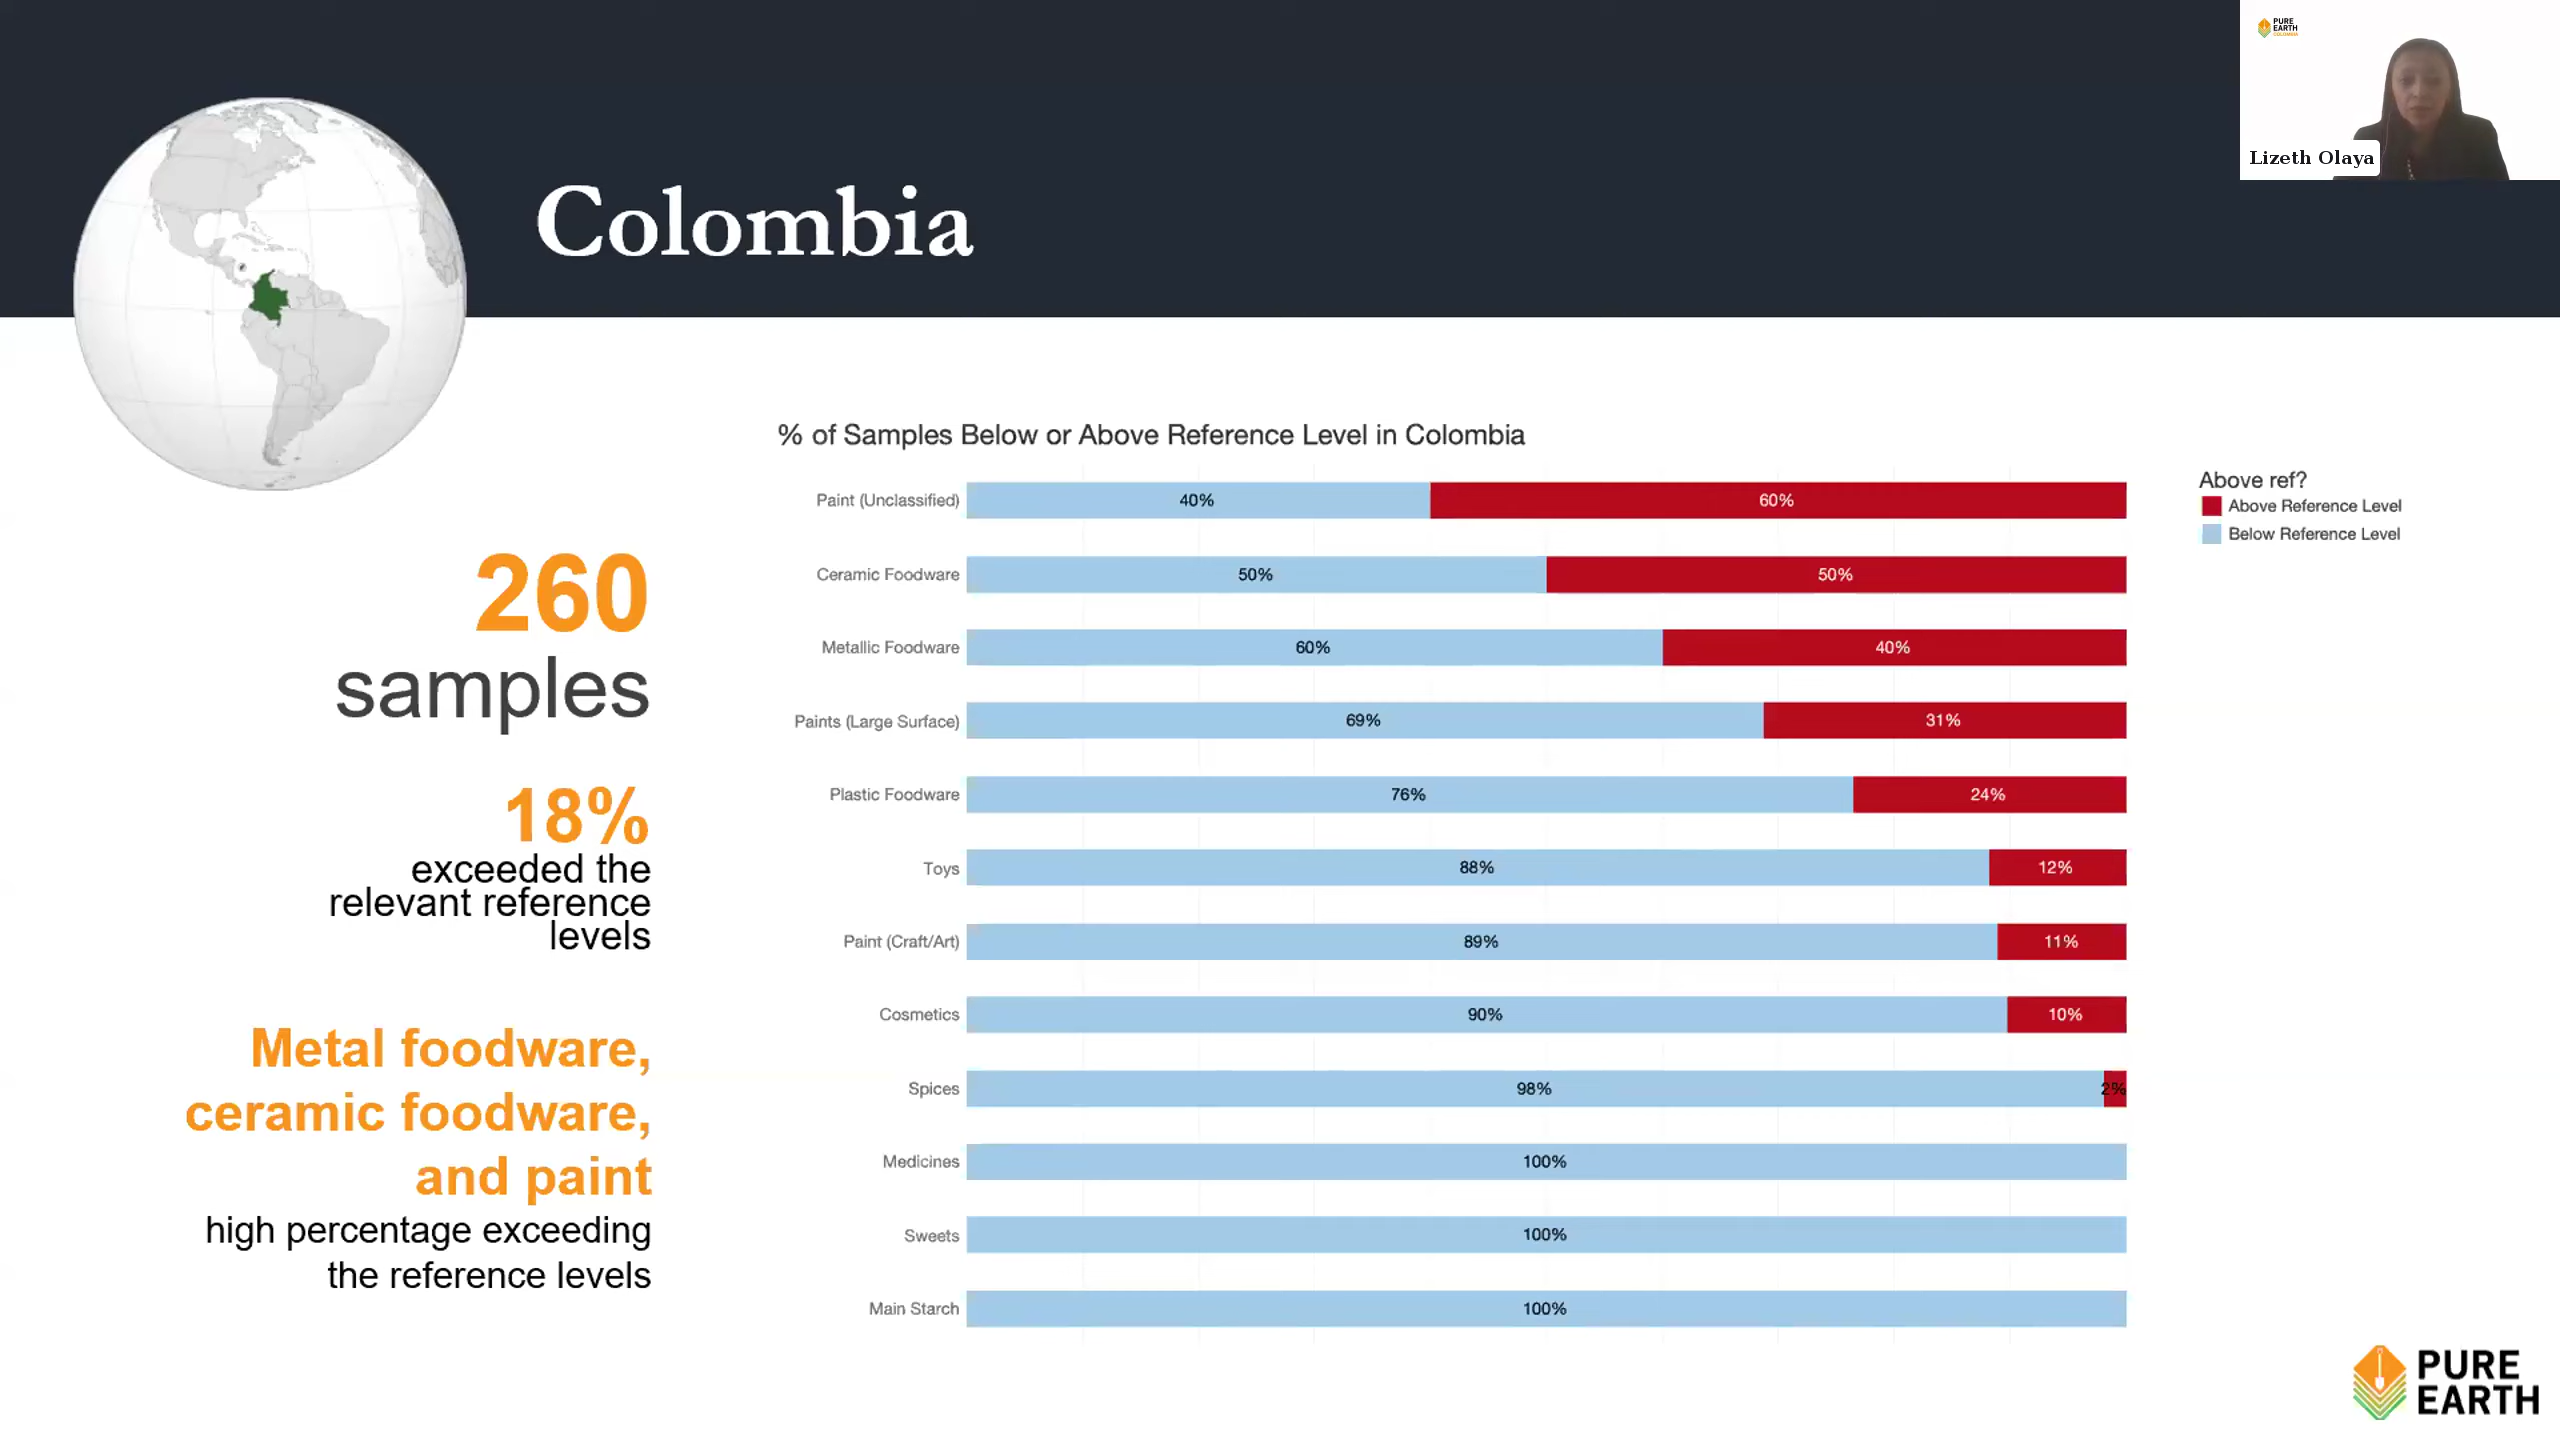 PURE
EARTH
COLOMBIA
Lizeth Olaya
Colombia
260
samples
18%
exceeded the
relevant reference
levels
Metal foodware,
ceramic foodware,
and paint
high percentage exceeding
the reference levels
% of Samples Below or Above Reference Level in Colombia
Paint (Unclassified) 40% 60%
Ceramic Foodware 50% 50%
Metallic Foodware 60% 40%
Paints (Large Surface) 69% 31%
Plastic Foodware 76% 24%
Toys 88% 12%
Paint (Craft/Art) 89% 11%
Cosmetics 90% 10%
Spices 98% 2%
Medicines 100%
Sweets 100%
Main Starch 100%
Above ref?
Above Reference Level
Below Reference Level
PURE
EARTH